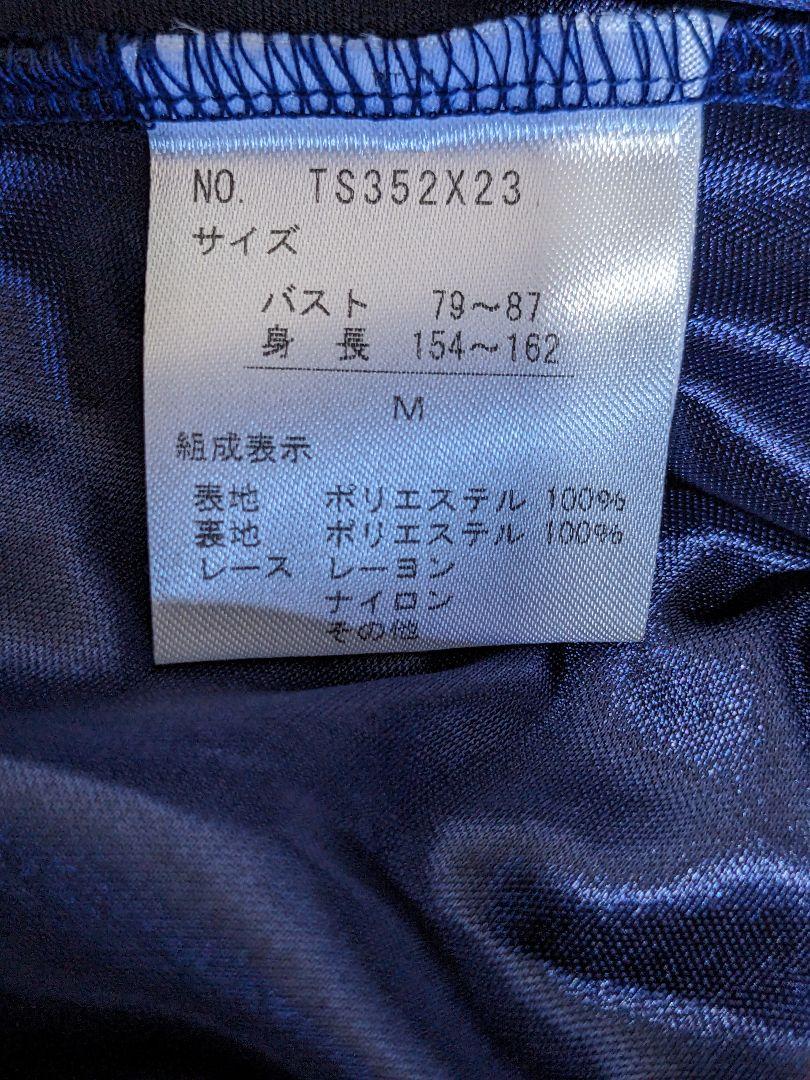 NO. TS352X23
サイズ
バスト 79～87
身長 154～162
M
組成表示
表地 ポリエステル 100%
裏地 ポリエステル 100%
レース レーヨン
ナイロン
その他